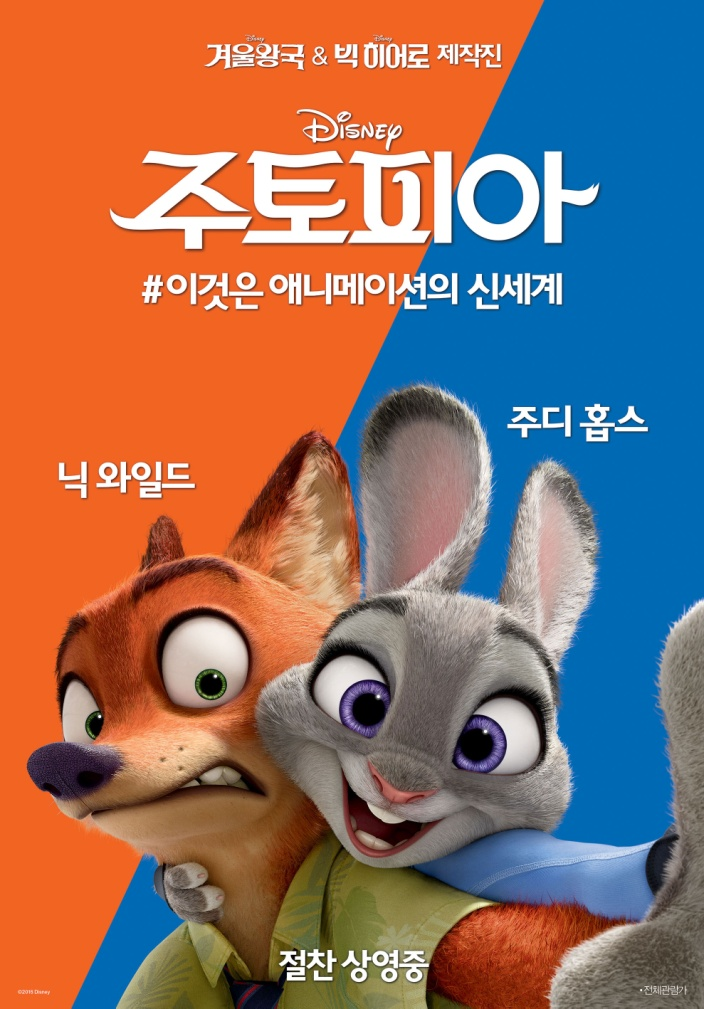 Disney Disney
겨울왕국 & 빅 히어로 제작진
Disney
주토피아
#이것은 애니메이션의 신세계
주디 홉스
닉 와일드
절찬 상영중
©2015 Disney
• 전체관람가